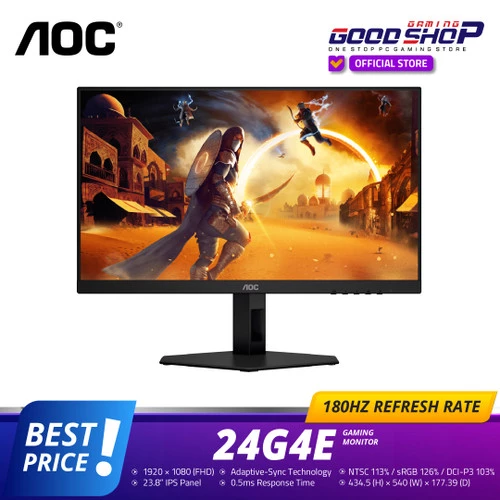 AOC®
GAMING
GOODSHOP
ONE STOP PC GAMING STORE
OFFICIAL STORE
AOC
180HZ REFRESH RATE
BEST
PRICE!
24G4E GAMING MONITOR
1920 × 1080 (FHD)
23.8" IPS Panel
Adaptive-Sync Technology
0.5ms Response Time
NTSC 113% / sRGB 126% / DCI-P3 103%
434.5 (H) × 540 (W) × 177.39 (D)